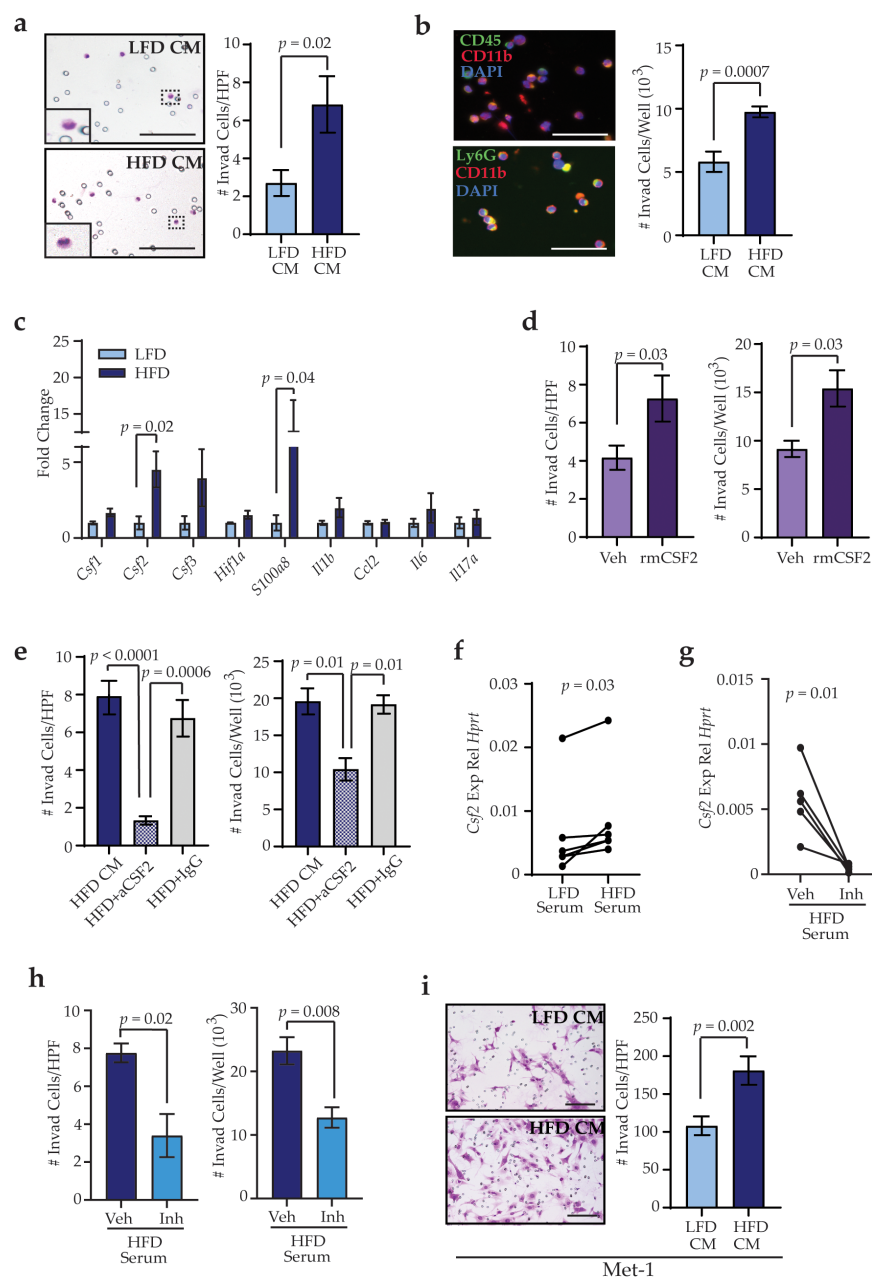 a
LFD CM
HFD CM
# Invad Cells/HPF
10
8
6
4
2
0
p = 0.02
LFD
CM
HFD
CM
b
CD45
CD11b
DAPI
Ly6G
CD11b
DAPI
# Invad Cells/Well (10³)
15
10
5
0
p = 0.0007
LFD
CM
HFD
CM
c
LFD
HFD
Fold Change
25
20
15
10
5
0
p = 0.02
p = 0.04
Csf1
Csf2
Csf3
Hif1a
S100a8
Il1b
Ccl2
Il6
Il17a
d
# Invad Cells/HPF
10
8
6
4
2
0
p = 0.03
Veh rmCSF2
# Invad Cells/Well (10³)
20
15
10
5
0
p = 0.03
Veh rmCSF2
e
# Invad Cells/HPF
10
8
6
4
2
0
p < 0.0001
p = 0.0006
HFD CM
HFD+aCSF2
HFD+IgG
# Invad Cells/Well (10³)
25
20
15
10
5
0
p = 0.01
p = 0.01
HFD CM
HFD+aCSF2
HFD+IgG
f
Csf2 Exp Rel Hprt
0.03
0.02
0.01
0
p = 0.03
LFD
Serum
HFD
Serum
g
Csf2 Exp Rel Hprt
0.015
0.01
0.005
0
p = 0.01
Veh Inh
HFD
Serum
h
# Invad Cells/HPF
10
8
6
4
2
0
p = 0.02
Veh Inh
HFD
Serum
# Invad Cells/Well (10³)
30
20
10
0
p = 0.008
Veh Inh
HFD
Serum
i
LFD CM
HFD CM
# Invad Cells/HPF
250
200
150
100
50
0
p = 0.002
LFD
CM
HFD
CM
Met-1